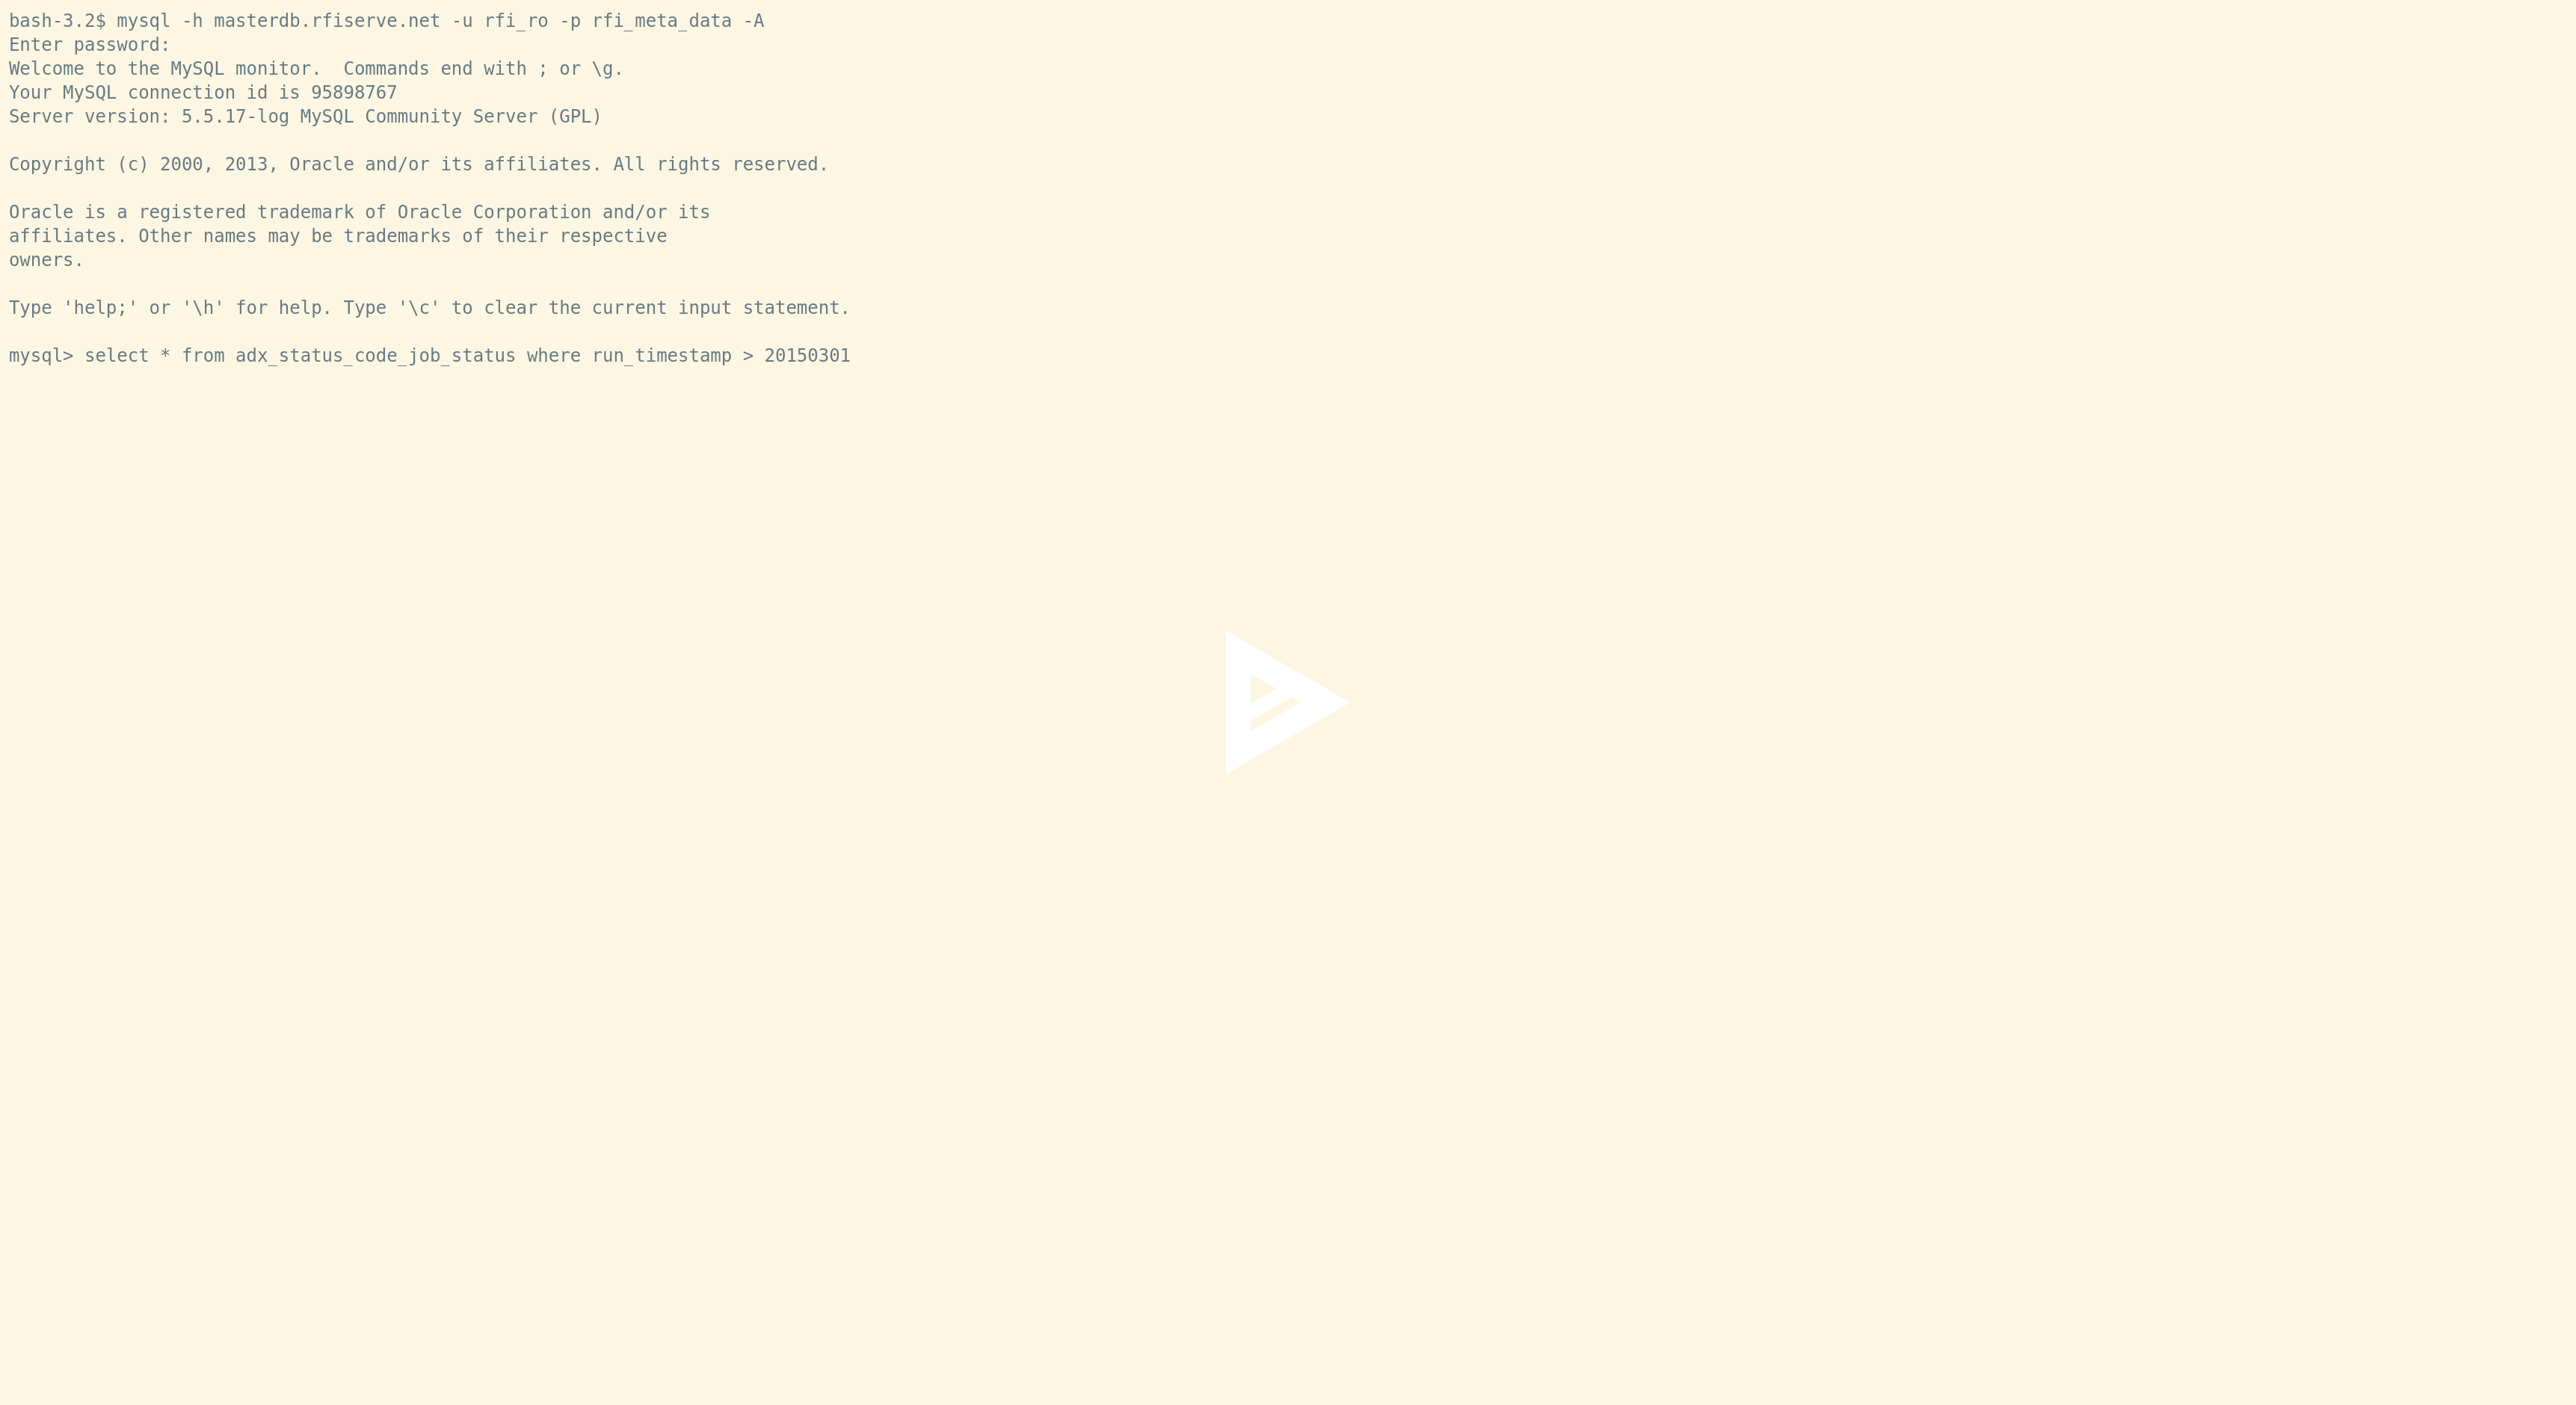 bash-3.2$ mysql -h masterdb.rfiserve.net -u rfi_ro -p rfi_meta_data -A
Enter password:
Welcome to the MySQL monitor.  Commands end with ; or \g.
Your MySQL connection id is 95898767
Server version: 5.5.17-log MySQL Community Server (GPL)
Copyright (c) 2000, 2013, Oracle and/or its affiliates. All rights reserved.
Oracle is a registered trademark of Oracle Corporation and/or its
affiliates. Other names may be trademarks of their respective
owners.
Type 'help;' or '\h' for help. Type '\c' to clear the current input statement.
mysql> select * from adx_status_code_job_status where run_timestamp > 20150301